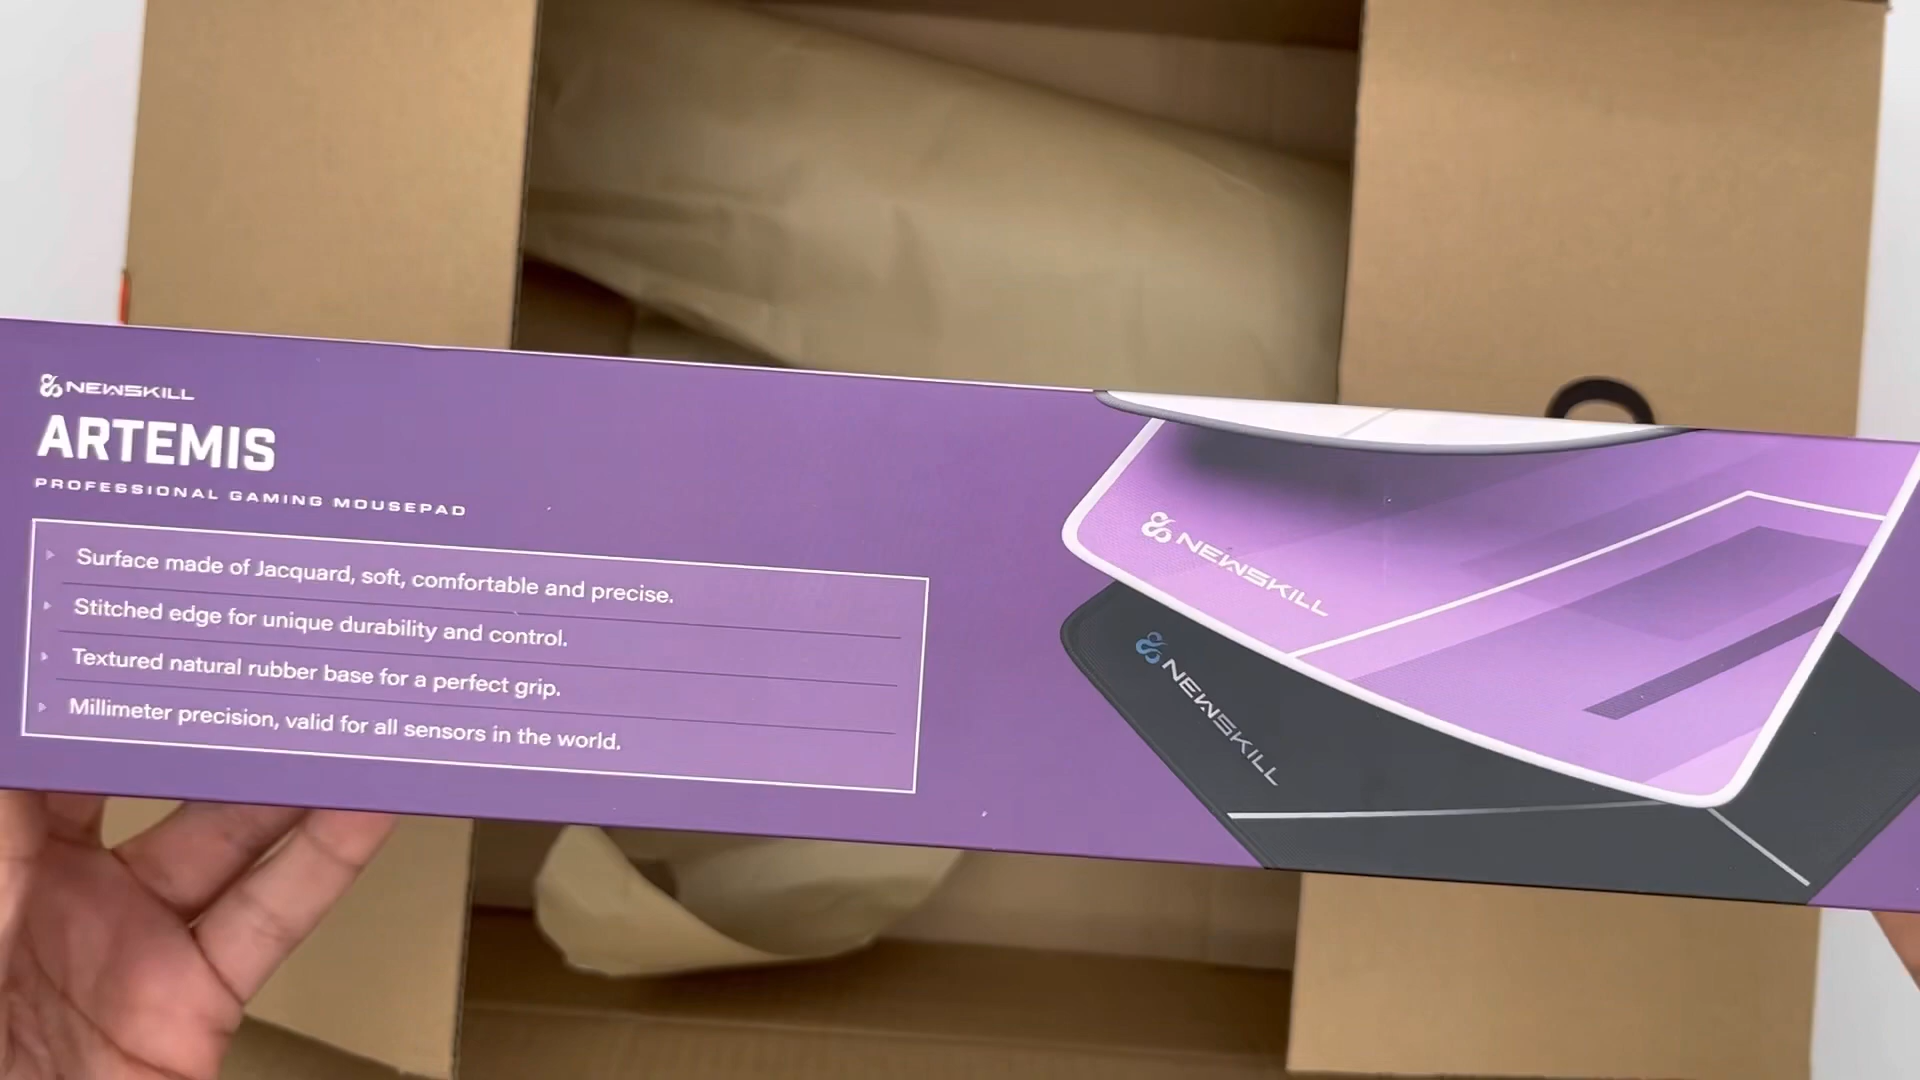 NEWSKILL
ARTEMIS
PROFESSIONAL GAMING MOUSEPAD
Surface made of Jacquard, soft, comfortable and precise.
Stitched edge for unique durability and control.
Textured natural rubber base for a perfect grip.
Millimeter precision, valid for all sensors in the world.
NEWSKILL
NEWSKILL